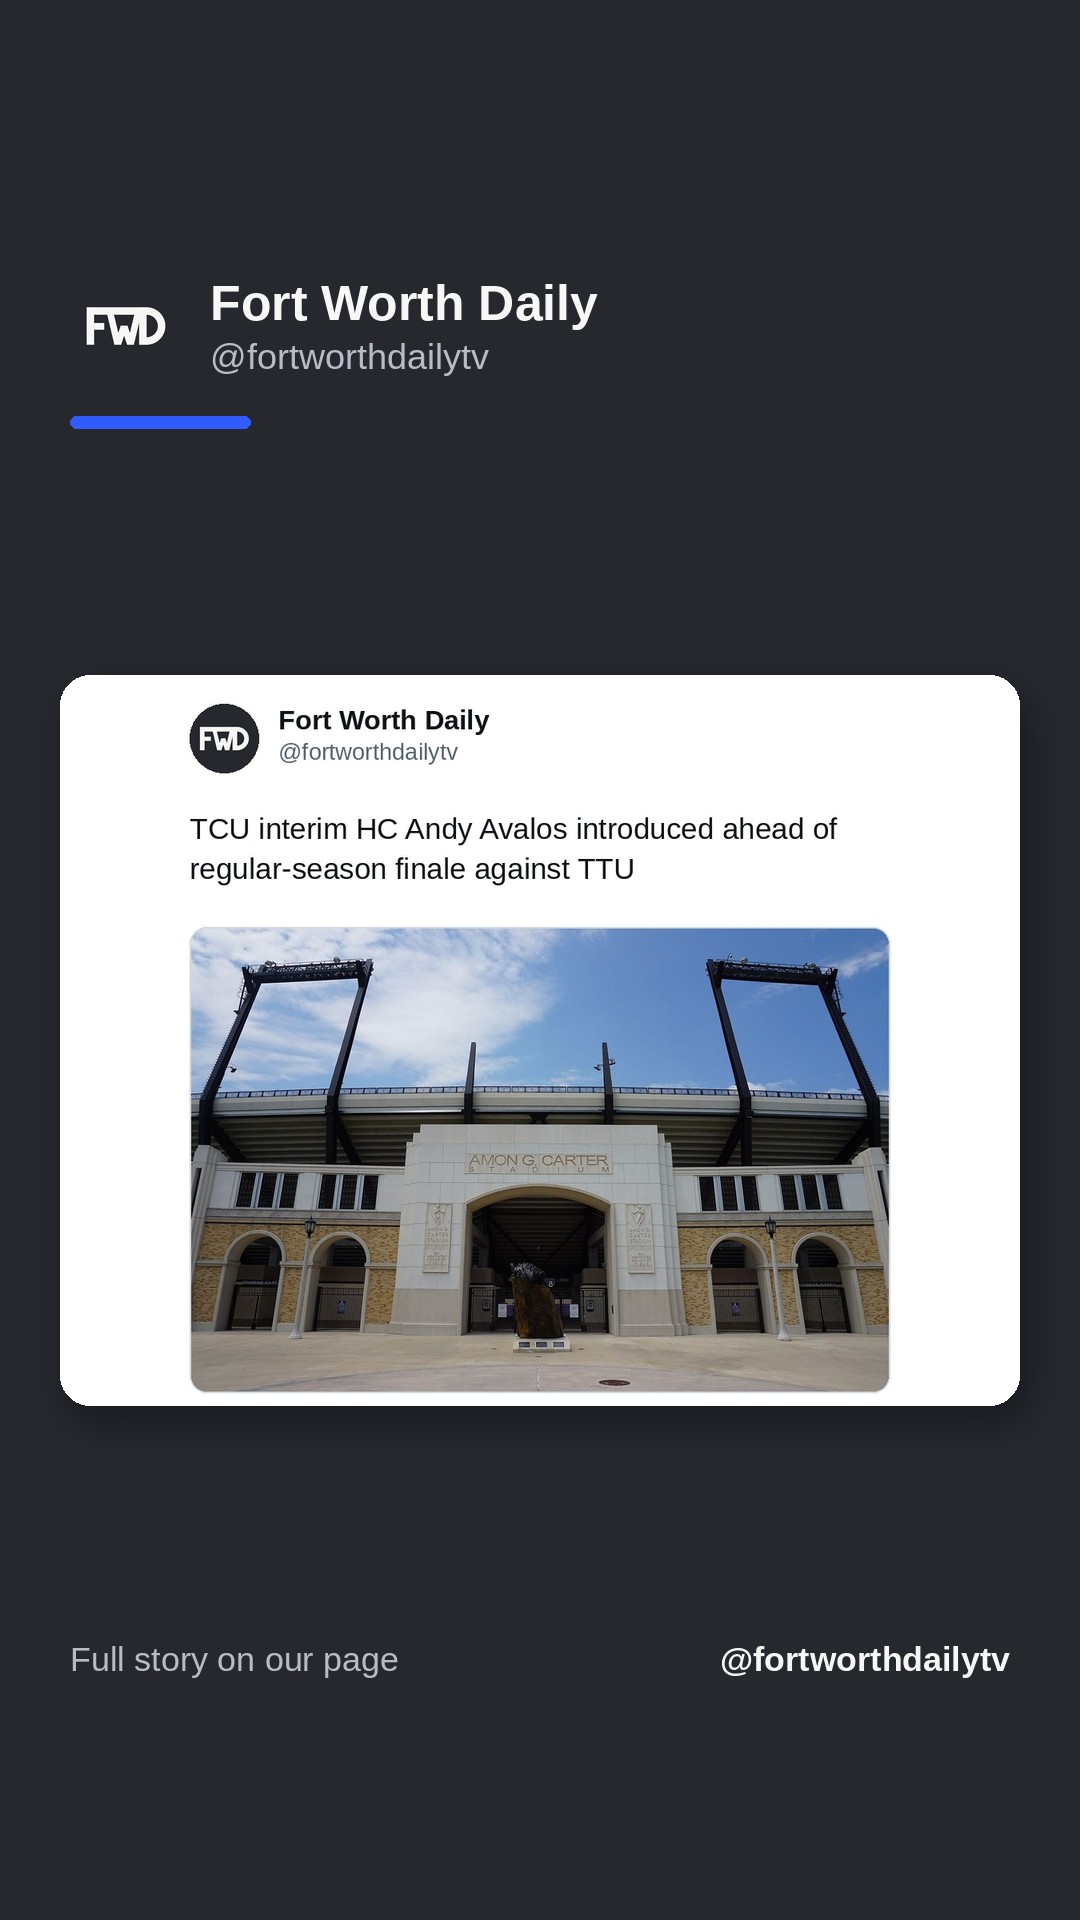 FWD
Fort Worth Daily
@fortworthdailytv
FWD
Fort Worth Daily
@fortworthdailytv
TCU interim HC Andy Avalos introduced ahead of
regular-season finale against TTU
AMON G. CARTER
STADIUM
Full story on our page
@fortworthdailytv